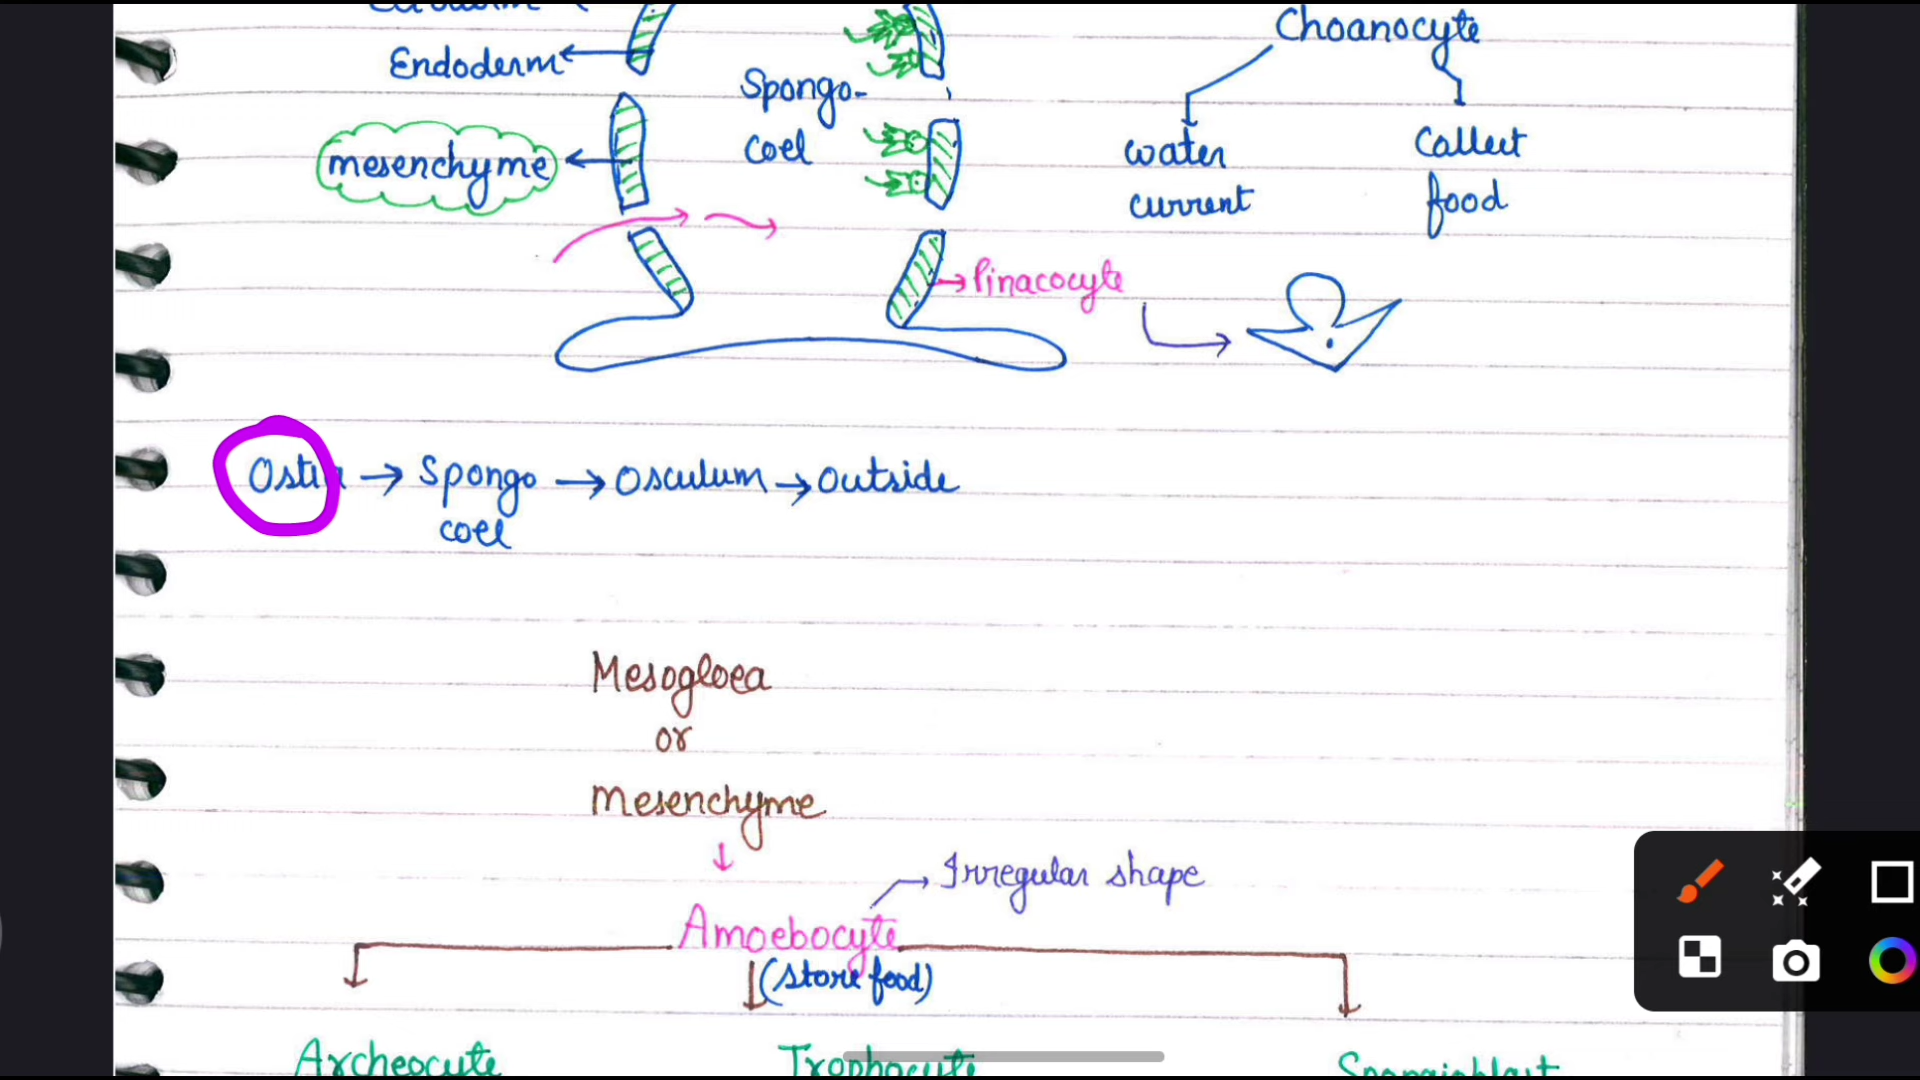 Choanocyte
Endoderm
Spongo-
coel
mesenchyme
water
current
Collect
food
Pinacocyte
Ostia → Spongo → Osculum → Outside
coel
Mesogloea
or
Mesenchyme
Irregular shape
Amoebocyte
(store food)
Archeocyte
Trophocyte